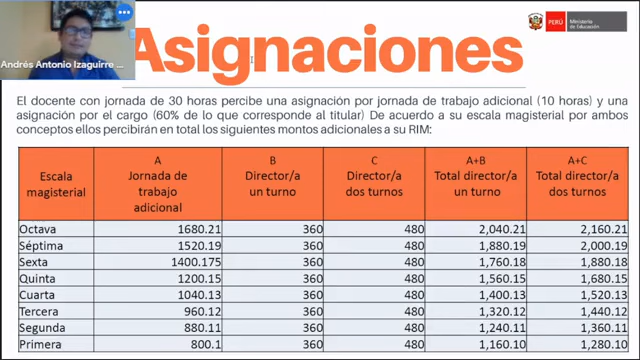 Andrés Antonio Izaguirre ...
Asignaciones
PERÚ Ministerio de Educación
El docente con jornada de 30 horas percibe una asignación por jornada de trabajo adicional (10 horas) y una
asignación por el cargo (60% de lo que corresponde al titular) De acuerdo a su escala magisterial por ambos
conceptos ellos percibirán en total los siguientes montos adicionales a su RIM:
Escala magisterial A Jornada de trabajo adicional B Director/a un turno C Director/a dos turnos A+B Total director/a un turno A+C Total director/a dos turnos
Octava 1680.21 360 480 2,040.21 2,160.21
Séptima 1520.19 360 480 1,880.19 2,000.19
Sexta 1400.175 360 480 1,760.18 1,880.18
Quinta 1200.15 360 480 1,560.15 1,680.15
Cuarta 1040.13 360 480 1,400.13 1,520.13
Tercera 960.12 360 480 1,320.12 1,440.12
Segunda 880.11 360 480 1,240.11 1,360.11
Primera 800.1 360 480 1,160.10 1,280.10